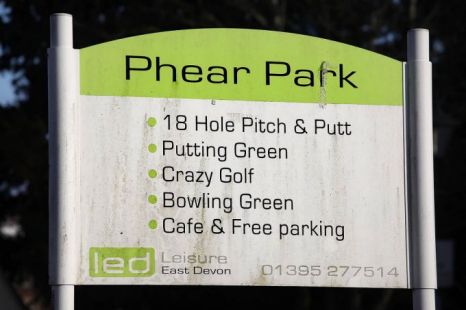 Phear Park
• 18 Hole Pitch & Putt
• Putting Green
• Crazy Golf
• Bowling Green
• Cafe & Free parking
led Leisure
East Devon 01395 277514